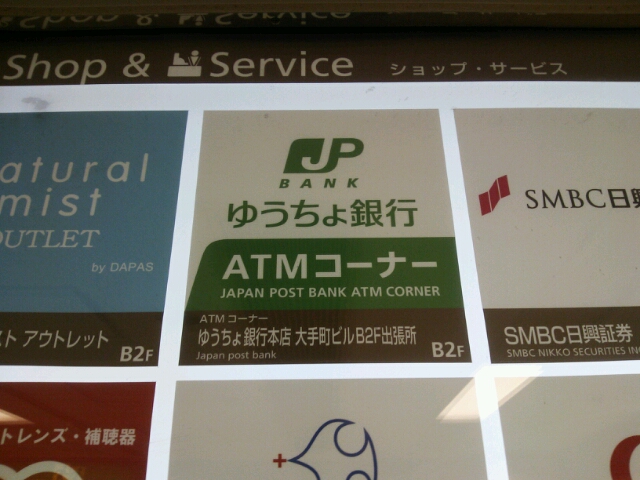 Shop & Service ショップ・サービス
atural
mist
OUTLET
by DAPAS
スト アウトレット
B2F
JP
BANK
ゆうちょ銀行
ATMコーナー
JAPAN POST BANK ATM CORNER
ATM コーナー
ゆうちょ銀行本店 大手町ビルB2F出張所
Japan post bank
B2F
SMBC日興
SMBC日興証券
SMBC NIKKO SECURITIES INC
トレンズ・補聴器